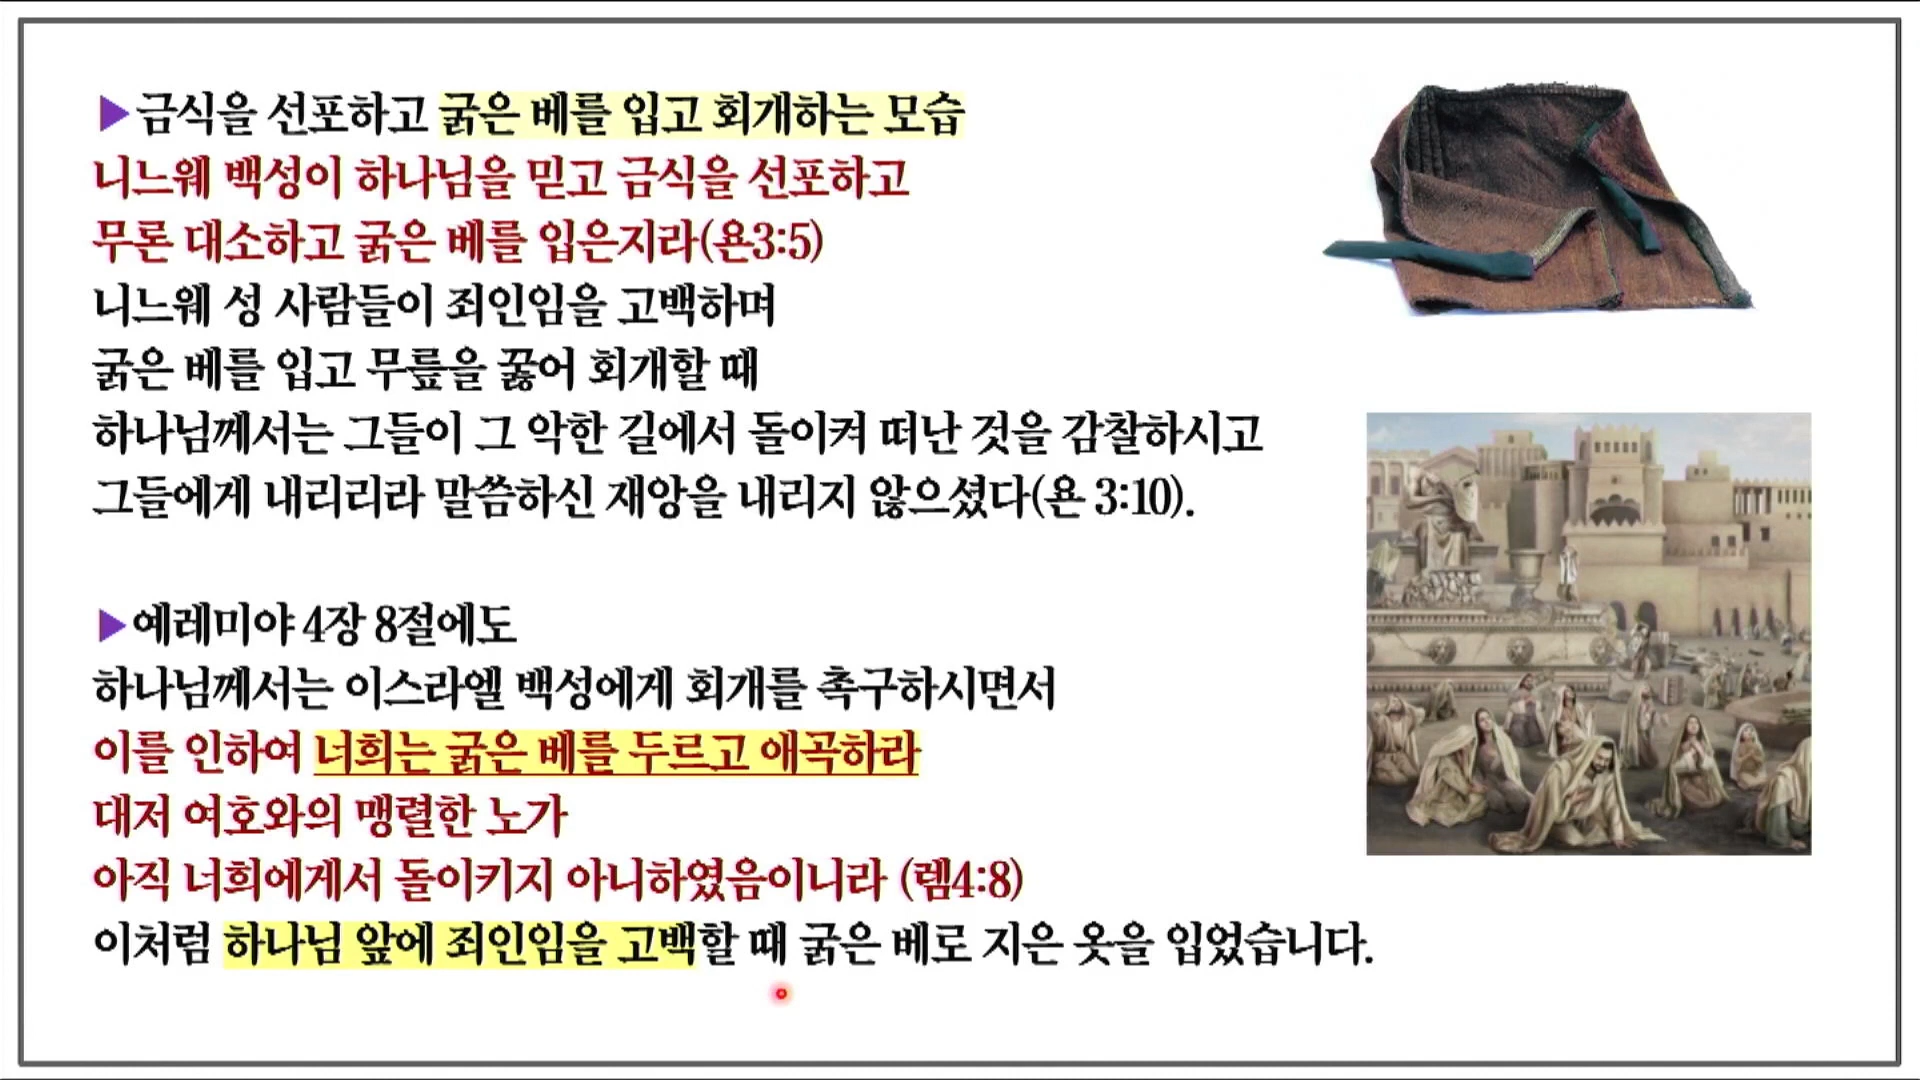 ▶금식을 선포하고 굵은 베를 입고 회개하는 모습
니느웨 백성이 하나님을 믿고 금식을 선포하고
무론 대소하고 굵은 베를 입은지라(욘3:5)
니느웨 성 사람들이 죄인임을 고백하며
굵은 베를 입고 무릎을 꿇어 회개할 때
하나님께서는 그들이 그 악한 길에서 돌이켜 떠난 것을 감찰하시고
그들에게 내리리라 말씀하신 재앙을 내리지 않으셨다(욘 3:10).
▶예레미야 4장 8절에도
하나님께서는 이스라엘 백성에게 회개를 촉구하시면서
이를 인하여 너희는 굵은 베를 두르고 애곡하라
대저 여호와의 맹렬한 노가
아직 너희에게서 돌이키지 아니하였음이니라 (렘4:8)
이처럼 하나님 앞에 죄인임을 고백할 때 굵은 베로 지은 옷을 입었습니다.